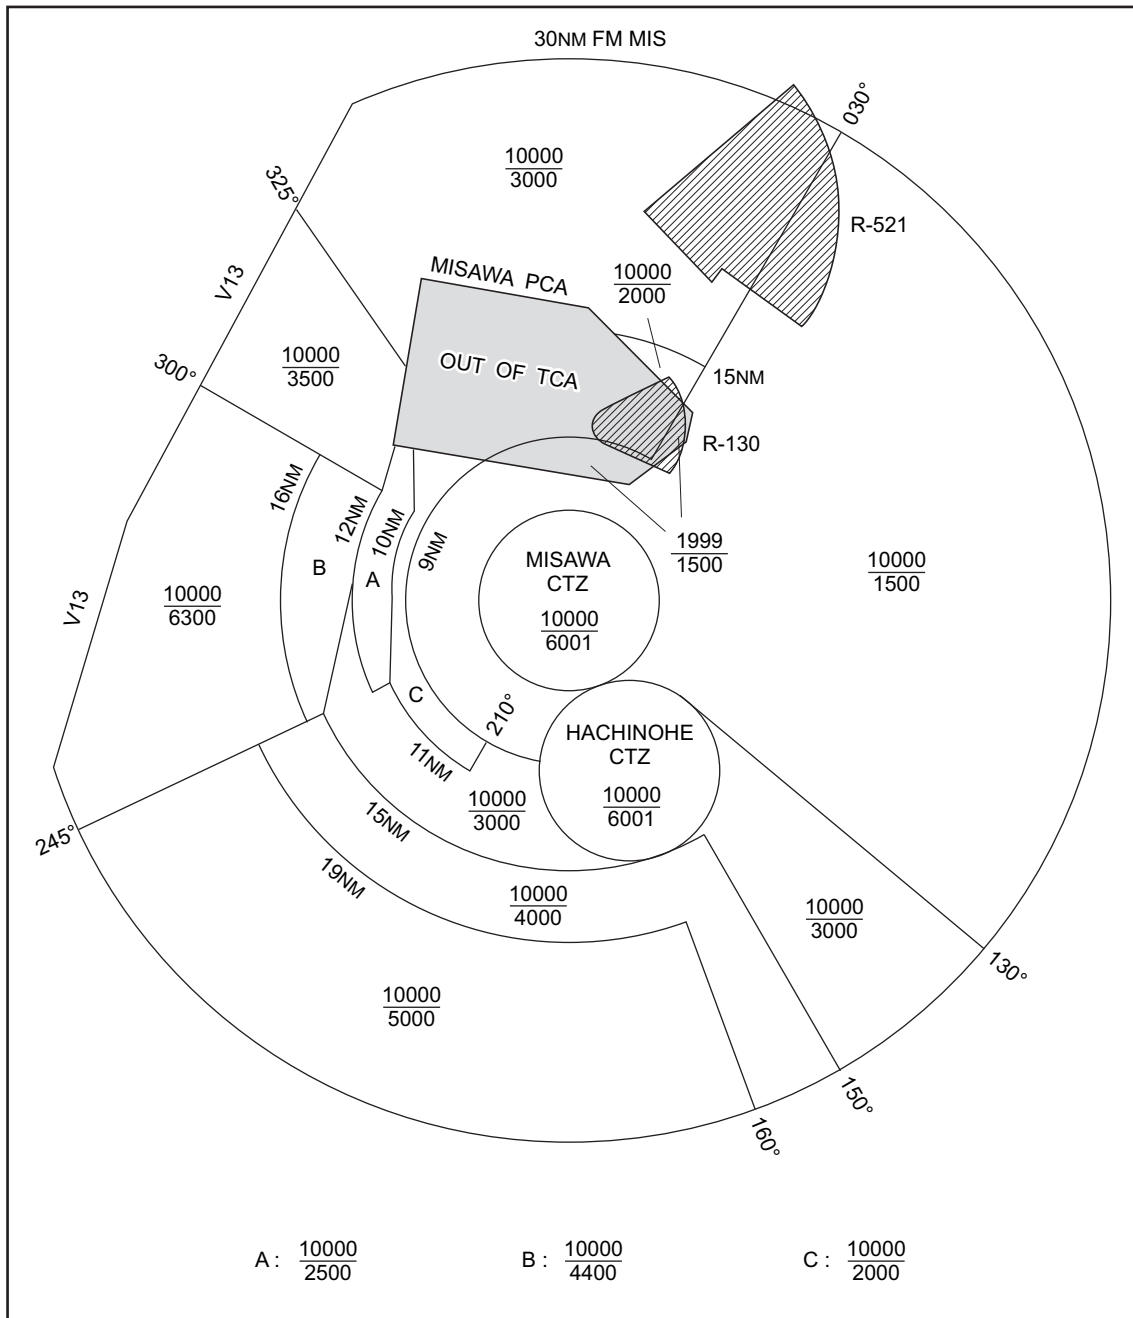 30NM FM MIS
030°
10000
3000
325°
R-521
MISAWA PCA
10000
2000
V13
OUT OF TCA
10000
3500
300°
15NM
R-130
16NM
12NM
10NM
9NM
1999
1500
MISAWA
CTZ
10000
6001
B
A
10000
1500
10000
6300
V13
C
210°
HACHINOHE
CTZ
10000
6001
11NM
10000
3000
15NM
245°
19NM
10000
4000
10000
3000
130°
10000
5000
150°
160°
A : 10000
2500
B : 10000
4400
C : 10000
2000